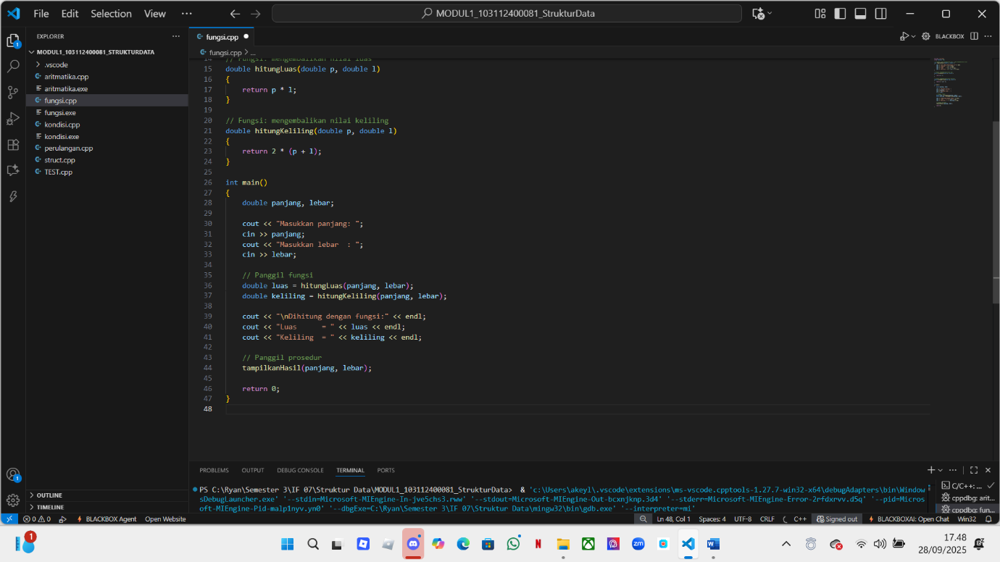 File Edit Selection View ···
MODUL1_103112400081_StrukturData
EXPLORER ···
MODUL1_103112400081_STRUKTURDATA
.vscode
aritmatika.cpp
aritmatika.exe
fungsi.cpp
fungsi.exe
kondisi.cpp
kondisi.exe
perulangan.cpp
struct.cpp
TEST.cpp
OUTLINE
TIMELINE
fungsi.cpp
BLACKBOX
fungsi.cpp > ...
14 // Fungsi: mengembalikan nilai luas
15 double hitungLuas(double p, double l)
16 {
17 return p * l;
18 }
19
20 // Fungsi: mengembalikan nilai keliling
21 double hitungKeliling(double p, double l)
22 {
23 return 2 * (p + l);
24 }
25
26 int main()
27 {
28 double panjang, lebar;
29
30 cout << "Masukkan panjang: ";
31 cin >> panjang;
32 cout << "Masukkan lebar  : ";
33 cin >> lebar;
34
35 // Panggil fungsi
36 double luas = hitungLuas(panjang, lebar);
37 double keliling = hitungKeliling(panjang, lebar);
38
39 cout << "\nDihitung dengan fungsi:" << endl;
40 cout << "Luas      = " << luas << endl;
41 cout << "Keliling  = " << keliling << endl;
42
43 // Panggil prosedur
44 tampilkanHasil(panjang, lebar);
45
46 return 0;
47 }
48
PROBLEMS OUTPUT DEBUG CONSOLE TERMINAL PORTS
PS C:\Ryan\Semester 3\IF 07\Struktur Data\MODUL1_103112400081_StrukturData>  & 'c:\Users\akeyl\.vscode\extensions\ms-vscode.cpptools-1.27.7-win32-x64\debugAdapters\bin\Window
sDebugLauncher.exe' '--stdin=Microsoft-MIEngine-In-jve5chs3.rww' '--stdout=Microsoft-MIEngine-Out-bcxnjknp.3d4' '--stderr=Microsoft-MIEngine-Error-2rfdxrvv.d5q' '--pid=Micros
oft-MIEngine-Pid-malp1nyv.yn0' '--dbgExe=C:\Ryan\Semester 3\IF 07\Struktur Data\mingw32\bin\gdb.exe' '--interpreter=mi'
C/C++: ...
cppdbg: arit...
cppdbg: fun...
0 0 BLACKBOX Agent Open Website
Ln 48, Col 1 Spaces: 4 UTF-8 CRLF C++ Signed out BLACKBOXAI: Open Chat Win32
1
zm
17.48
28/09/2025